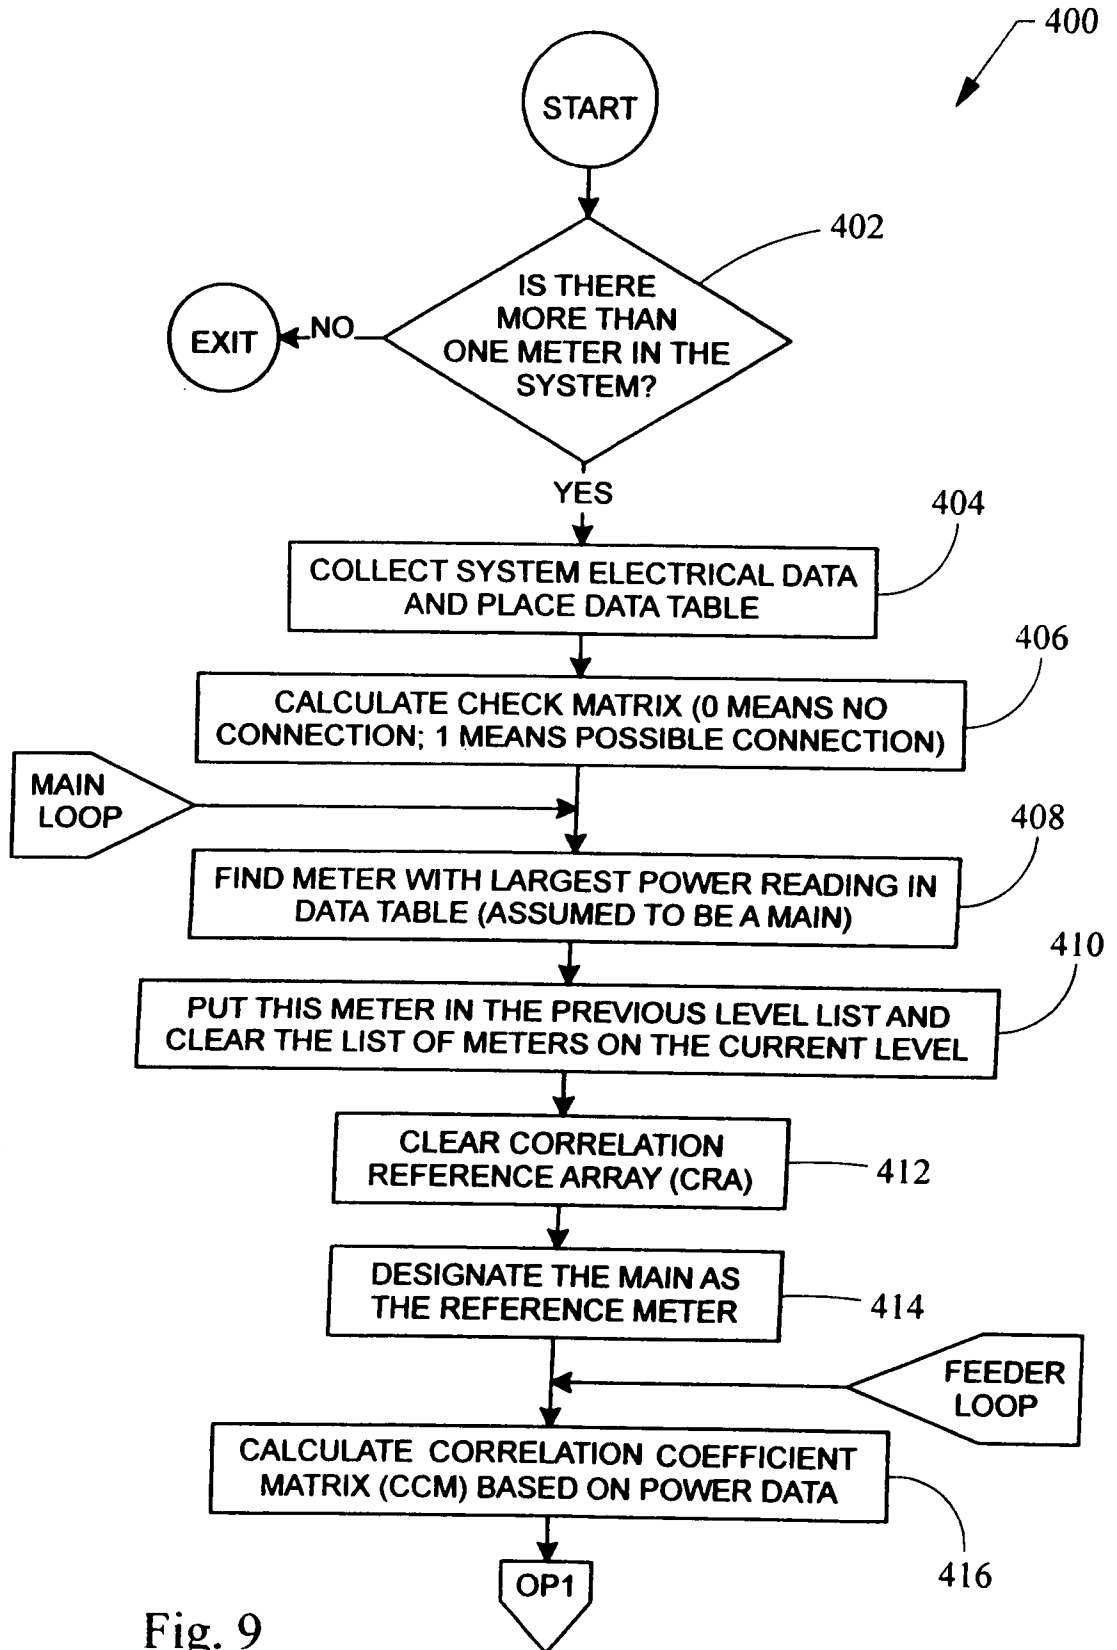 400
START
402
IS THERE
MORE THAN
ONE METER IN THE
SYSTEM?
NO
EXIT
YES
404
COLLECT SYSTEM ELECTRICAL DATA
AND PLACE DATA TABLE
406
CALCULATE CHECK MATRIX (0 MEANS NO
CONNECTION; 1 MEANS POSSIBLE CONNECTION)
MAIN
LOOP
408
FIND METER WITH LARGEST POWER READING IN
DATA TABLE (ASSUMED TO BE A MAIN)
410
PUT THIS METER IN THE PREVIOUS LEVEL LIST AND
CLEAR THE LIST OF METERS ON THE CURRENT LEVEL
CLEAR CORRELATION
REFERENCE ARRAY (CRA)
412
DESIGNATE THE MAIN AS
THE REFERENCE METER
414
FEEDER
LOOP
CALCULATE CORRELATION COEFFICIENT
MATRIX (CCM) BASED ON POWER DATA
416
OP1
Fig. 9